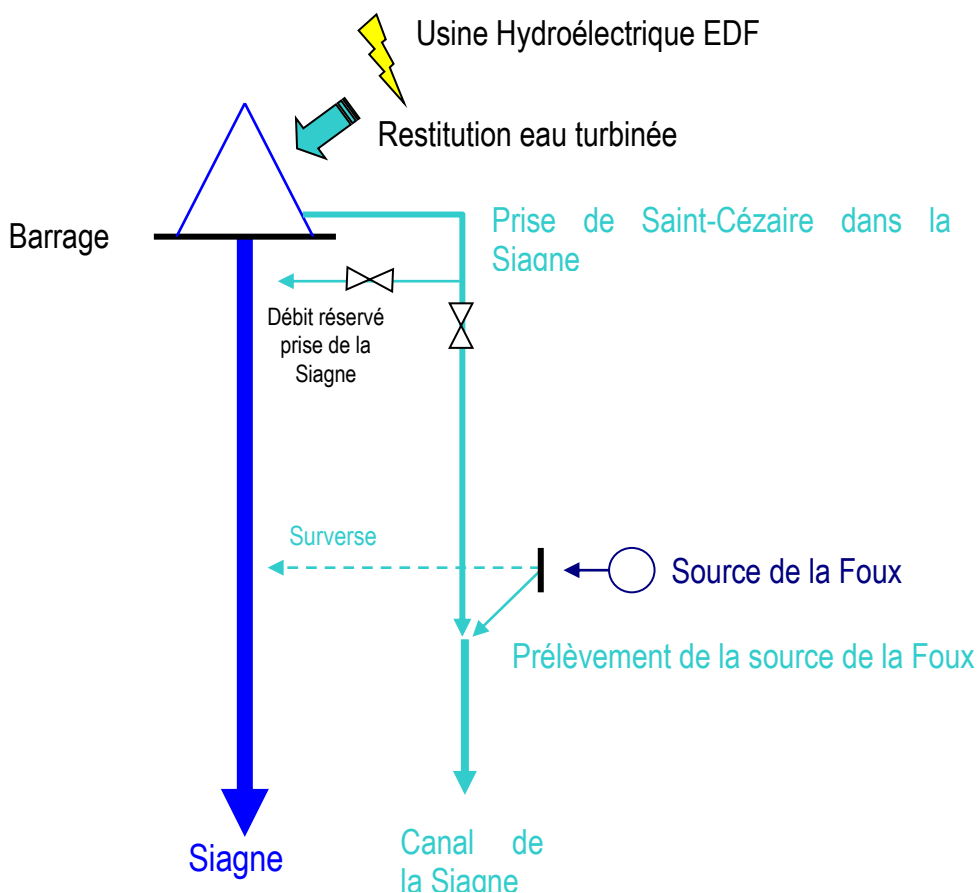 Usine Hydroélectrique EDF
Restitution eau turbinée
Prise de Saint-Cézaire dans la
Siagne
Barrage
Débit réservé
prise de la
Siagne
Surverse
Source de la Foux
Prélèvement de la source de la Foux
Siagne
Canal de
la Siagne